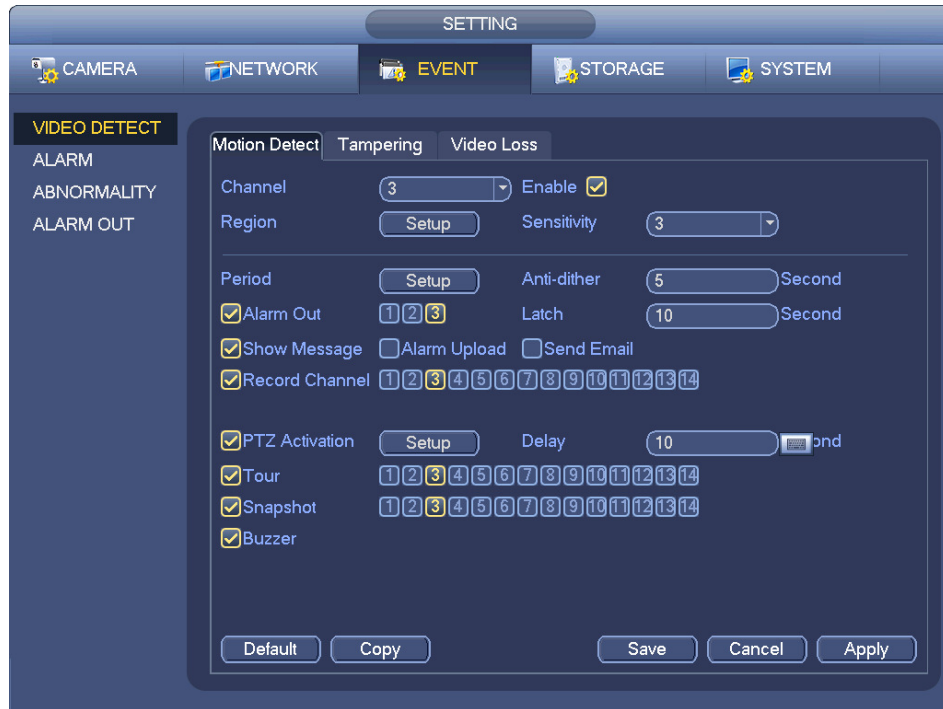 SETTING
CAMERA NETWORK EVENT STORAGE SYSTEM
VIDEO DETECT
ALARM
ABNORMALITY
ALARM OUT
Motion Detect Tampering Video Loss
Channel 3 Enable
Region Setup Sensitivity 3
Period Setup Anti-dither 5 Second
Alarm Out 1 2 3 Latch 10 Second
Show Message Alarm Upload Send Email
Record Channel 1 2 3 4 5 6 7 8 9 10 11 12 13 14
PTZ Activation Setup Delay 10 ond
Tour 1 2 3 4 5 6 7 8 9 10 11 12 13 14
Snapshot 1 2 3 4 5 6 7 8 9 10 11 12 13 14
Buzzer
Default Copy Save Cancel Apply